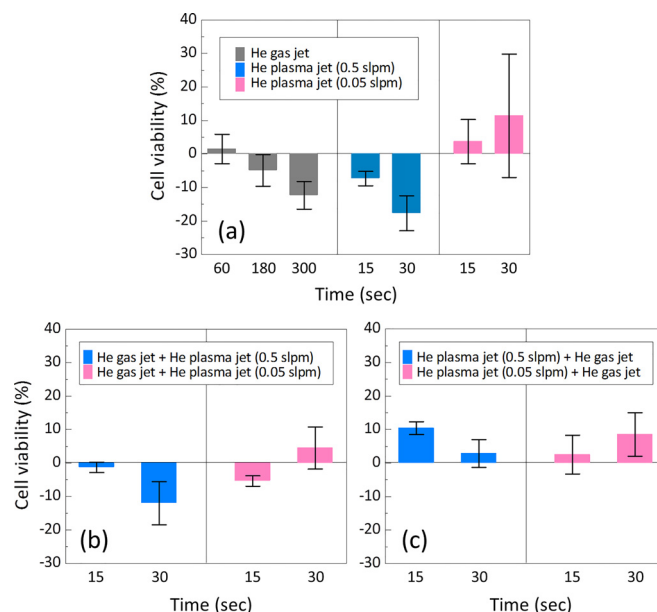 40
30
20
10
0
-10
-20
-30
Cell viability (%)
He gas jet
He plasma jet (0.5 slpm)
He plasma jet (0.05 slpm)
(a)
60 180 300 15 30 15 30
Time (sec)
40
30
20
10
0
-10
-20
-30
Cell viability (%)
He gas jet + He plasma jet (0.5 slpm)
He gas jet + He plasma jet (0.05 slpm)
(b)
15 30 15 30
Time (sec)
40
30
20
10
0
-10
-20
-30
He plasma jet (0.5 slpm) + He gas jet
He plasma jet (0.05 slpm) + He gas jet
(c)
15 30 15 30
Time (sec)